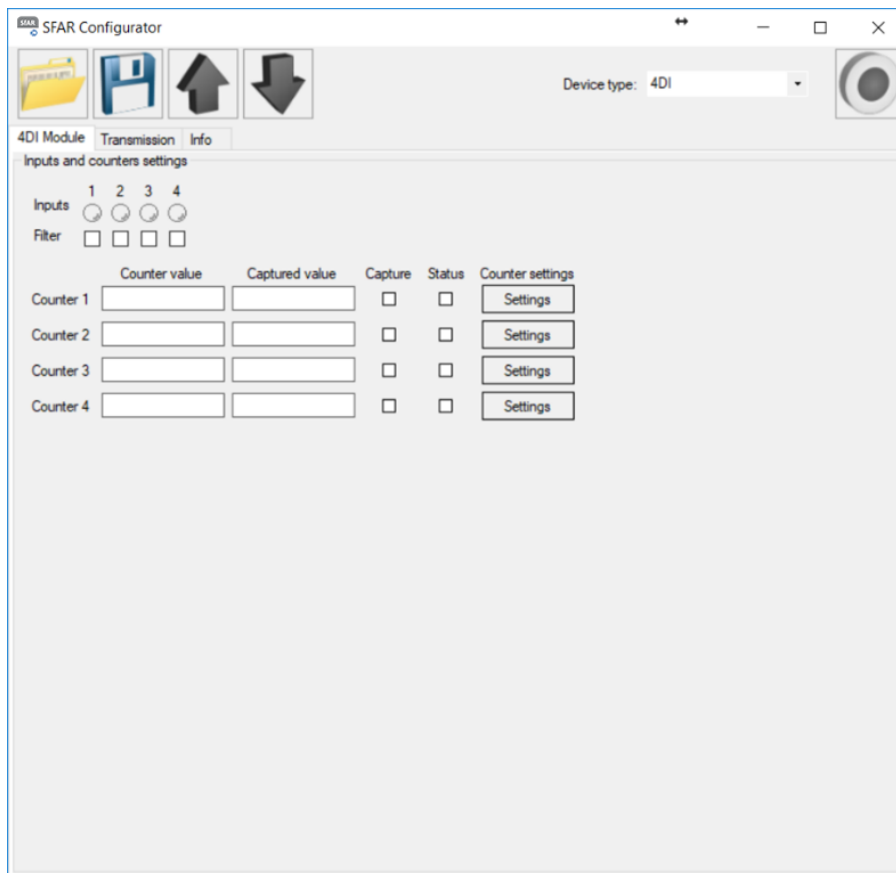 SFAR
SFAR Configurator
Device type: 4DI
4DI Module Transmission Info
Inputs and counters settings
1 2 3 4
Inputs
Filter
Counter value Captured value Capture Status Counter settings
Counter 1 Settings
Counter 2 Settings
Counter 3 Settings
Counter 4 Settings